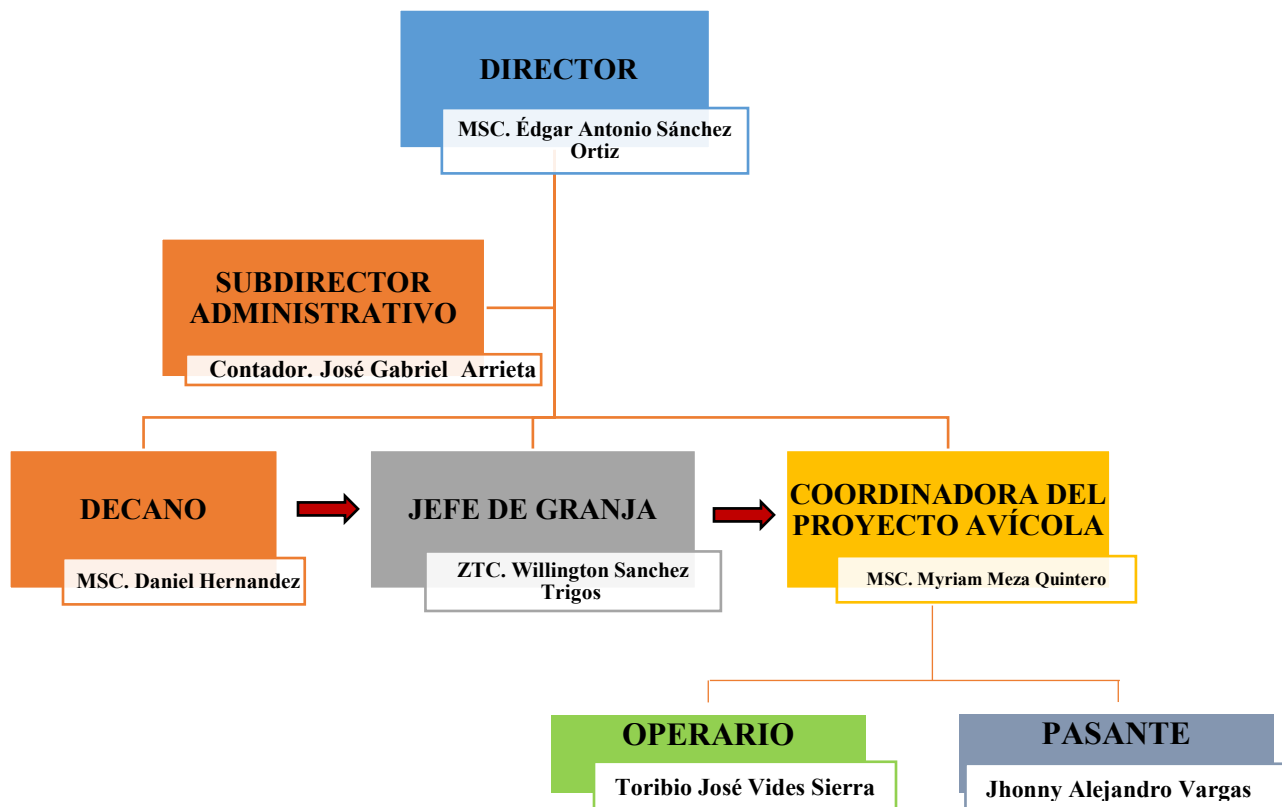 DIRECTOR
MSC. Édgar Antonio Sánchez
Ortiz
SUBDIRECTOR
ADMINISTRATIVO
Contador. José Gabriel Arrieta
DECANO
MSC. Daniel Hernandez
JEFE DE GRANJA
ZTC. Willington Sanchez
Trigos
COORDINADORA DEL
PROYECTO AVÍCOLA
MSC. Myriam Meza Quintero
OPERARIO
Toribio José Vides Sierra
PASANTE
Jhonny Alejandro Vargas